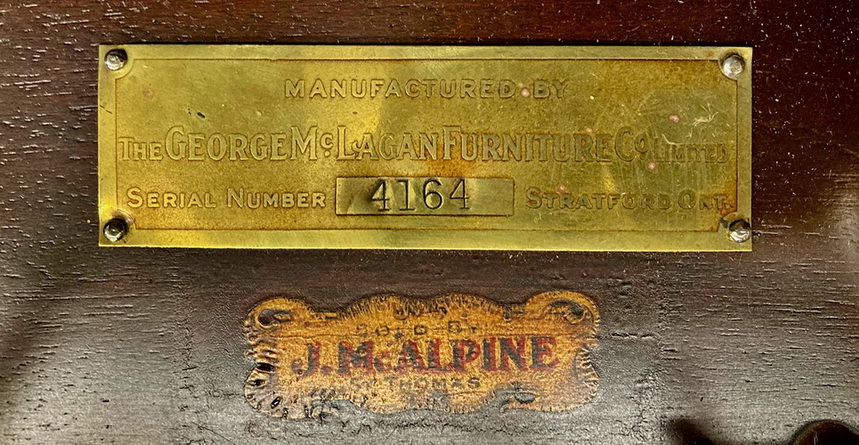 MANUFACTURED BY
THE GEORGE McLAGAN FURNITURE Co. LIMITED
SERIAL NUMBER 4164 STRATFORD ONT.
SOLD BY
J. McALPINE
ST. THOMAS